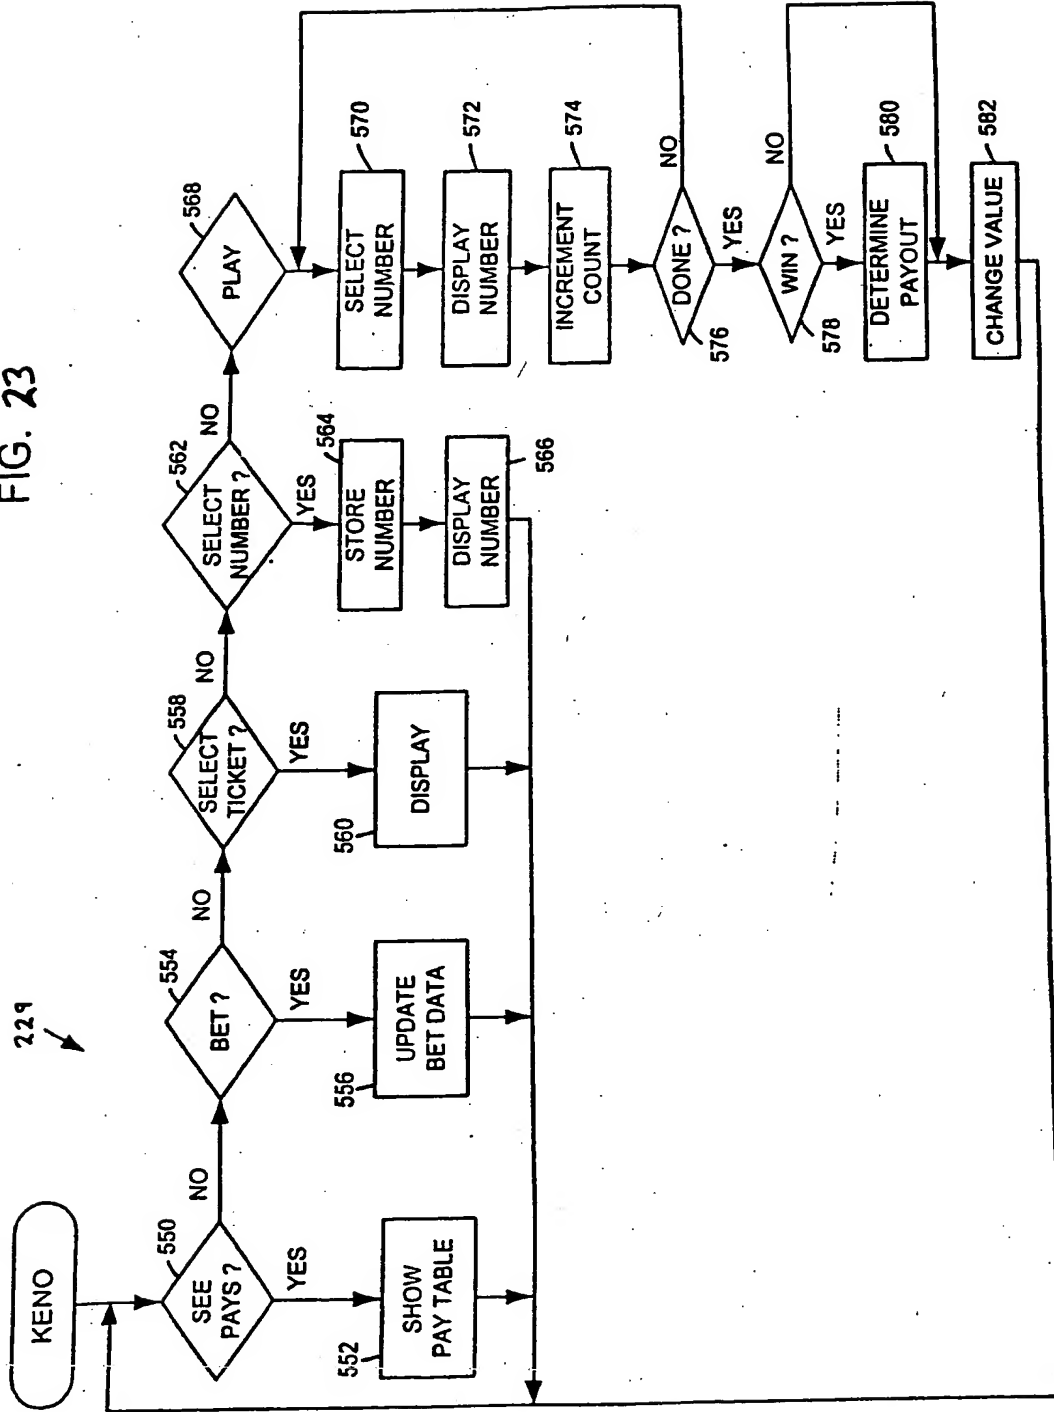 FIG. 23
229
KENO
550
SEE
PAYS ?
NO
YES
552
SHOW
PAY TABLE
554
BET ?
NO
YES
556
UPDATE
BET DATA
558
SELECT
TICKET ?
NO
YES
560
DISPLAY
562
SELECT
NUMBER ?
NO
YES
564
STORE
NUMBER
566
DISPLAY
NUMBER
568
PLAY
570
SELECT
NUMBER
572
DISPLAY
NUMBER
574
INCREMENT
COUNT
DONE ?
576
NO
YES
WIN ?
578
NO
YES
580
DETERMINE
PAYOUT
582
CHANGE VALUE